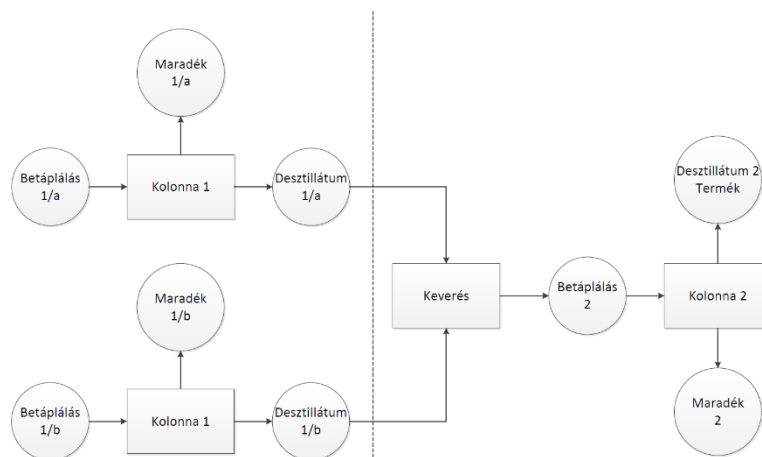 Maradék
1/a
Betáplálás
1/a
Kolonna 1
Desztillátum
1/a
Maradék
1/b
Betáplálás
1/b
Kolonna 1
Desztillátum
1/b
Keverés
Betáplálás
2
Desztillátum 2
Termék
Kolonna 2
Maradék
2